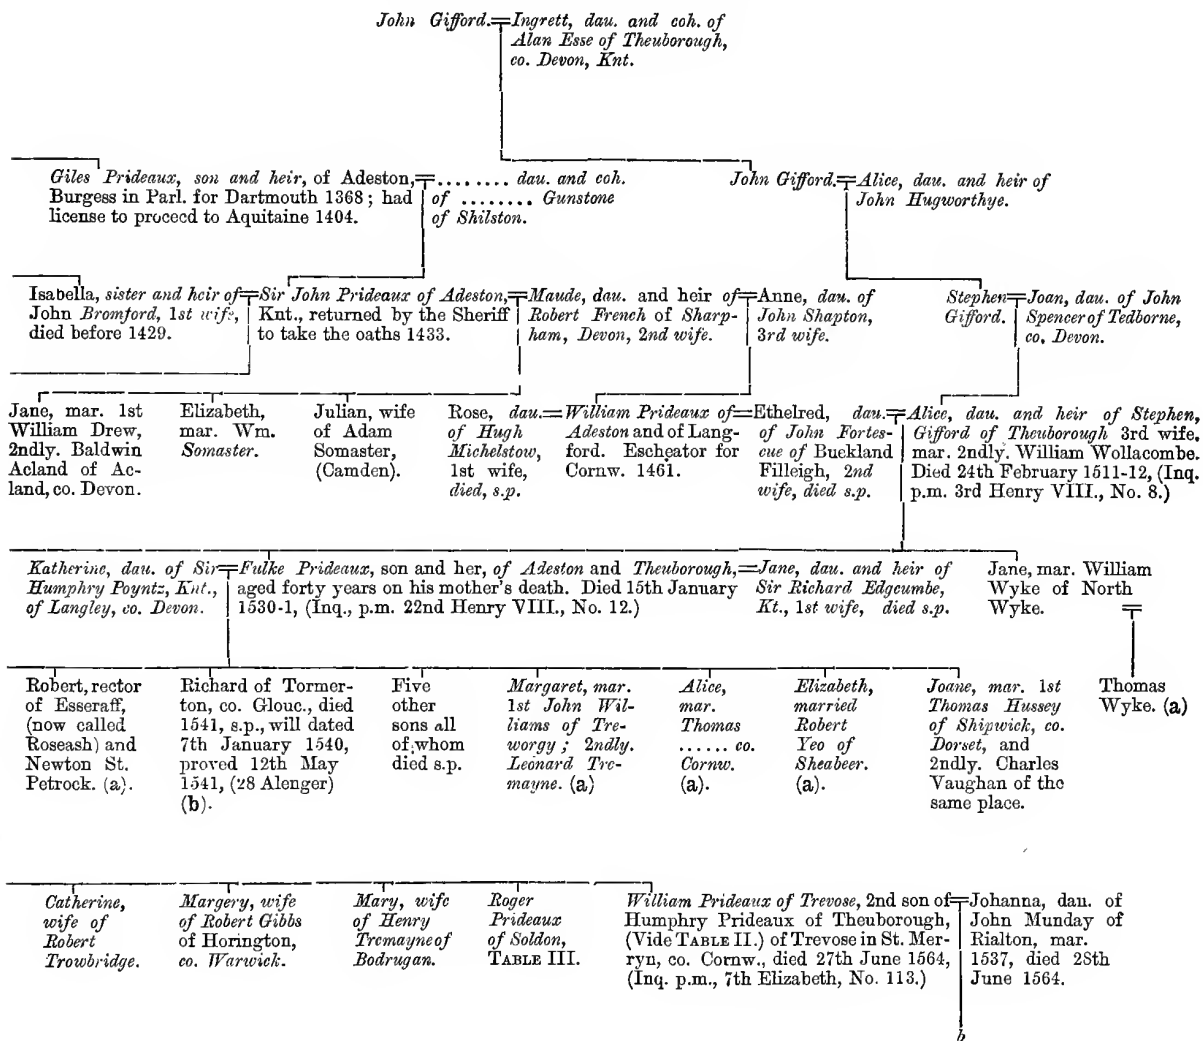 John Gifford.=Ingrett, dau. and coh. of
Alan Esse of Theuborough,
co. Devon, Knt.
Giles Prideaux, son and heir, of Adeston,=......... dau. and coh.
Burgess in Parl. for Dartmouth 1368; had
license to proceed to Aquitaine 1404.
of ........ Gunstone
of Shilston.
John Gifford.=Alice, dau. and heir of
John Hugworthye.
Isabella, sister and heir of=
John Bromford, 1st wife,
died before 1429.
Sir John Prideaux of Adeston,=
Knt., returned by the Sheriff
to take the oaths 1433.
Maude, dau. and heir of=
Robert French of Sharp-
ham, Devon, 2nd wife.
Anne, dau. of
John Shapton,
3rd wife.
Stephen=
Gifford.
Joan, dau. of John
Spencer of Tedborne,
co. Devon.
Jane, mar. 1st
William Drew,
2ndly. Baldwin
Acland of Ac-
land, co. Devon.
Elizabeth,
mar. Wm.
Somaster.
Julian, wife
of Adam
Somaster,
(Camden).
Rose, dau.=
of Hugh
Michelstow,
1st wife,
died, s.p.
William Prideaux of=
Adeston and of Lang-
ford. Escheator for
Cornw. 1461.
Ethelred, dau.=
of John Fortes-
cue of Buckland
Filleigh, 2nd
wife, died s.p.
Alice, dau. and heir of Stephen,
Gifford of Theuborough 3rd wife,
mar. 2ndly. William Wollacombe.
Died 24th February 1511-12, (Inq.
p.m. 3rd Henry VIII., No. 8.)
Katherine, dau. of Sir=
Humphry Poyntz, Knt.,
of Langley, co. Devon.
Fulke Prideaux, son and her, of Adeston and Theuborough,=
aged forty years on his mother's death. Died 15th January
1530-1, (Inq., p.m. 22nd Henry VIII., No. 12.)
Jane, dau. and heir of
Sir Richard Edgcumbe,
Kt., 1st wife, died s.p.
Jane, mar. William
Wyke of North
Wyke.
Robert, rector
of Esseraff,
(now called
Roseash) and
Newton St.
Petrock. (a).
Richard of Tormer-
ton, co. Glouc., died
1541, s.p., will dated
7th January 1540,
proved 12th May
1541, (28 Alenger)
(b).
Five
other
sons all
of whom
died s.p.
Margaret, mar.
1st John Wil-
liams of Tre-
worgy; 2ndly.
Leonard Tre-
mayne. (a)
Alice,
mar.
Thomas
...... co.
Cornw.
(a).
Elizabeth,
married
Robert
Yeo of
Sheabeer.
(a).
Joane, mar. 1st
Thomas Hussey
of Shipwick, co.
Dorset, and
2ndly. Charles
Vaughan of the
same place.
Thomas
Wyke. (a)
Catherine,
wife of
Robert
Trowbridge.
Margery, wife
of Robert Gibbs
of Horington,
co. Warwick.
Mary, wife
of Henry
Tremayne of
Bodrugan.
Roger
Prideaux
of Soldon,
TABLE III.
William Prideaux of Trevose, 2nd son of=
Humphry Prideaux of Theuborough,
(Vide TABLE II.) of Trevose in St. Mer-
ryn, co. Cornw., died 27th June 1564,
(Inq. p.m., 7th Elizabeth, No. 113.)
Johanna, dau. of
John Munday of
Rialton, mar.
1537, died 28th
June 1564.
b